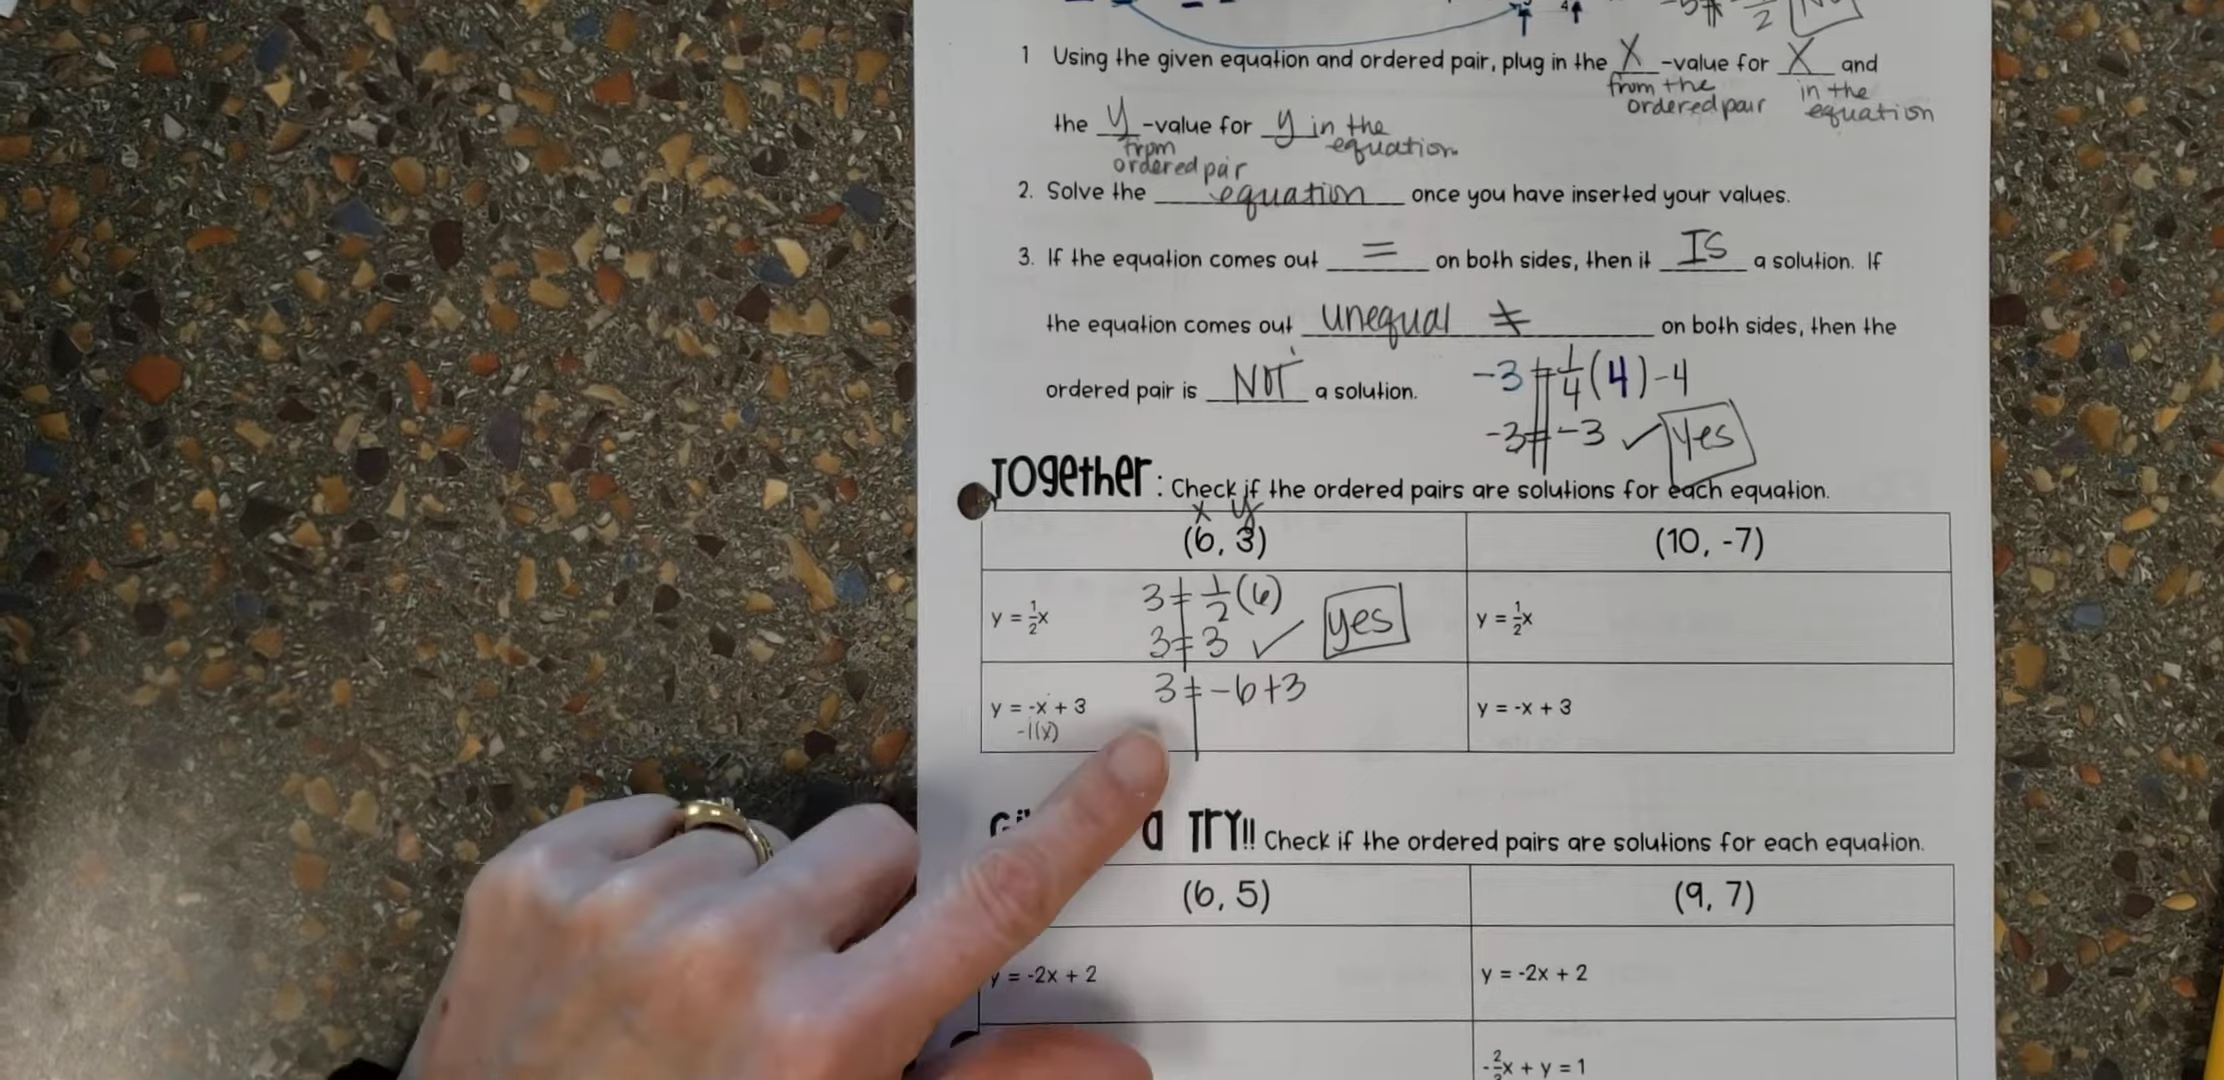 1 Using the given equation and ordered pair, plug in the X -value for X and
from the ordered pair
in the equation
the y -value for y in the equation
from ordered pair
2. Solve the equation once you have inserted your values.
3. If the equation comes out = on both sides, then it IS a solution. If
the equation comes out unequal ≠ on both sides, then the
ordered pair is NOT a solution.
-3 = 1/4 (4) -4
-3 = -3 ✓ Yes
Together: Check if the ordered pairs are solutions for each equation.
x y
(6, 3) (10, -7)
y = 1/2 x 3 = 1/2 (6) y = 1/2 x
3 = 3 ✓ yes
y = -x + 3 3 = -6+3 y = -x + 3
-1(x)
a TRY!! Check if the ordered pairs are solutions for each equation.
(6, 5) (9, 7)
y = -2x + 2 y = -2x + 2
x + y = 1